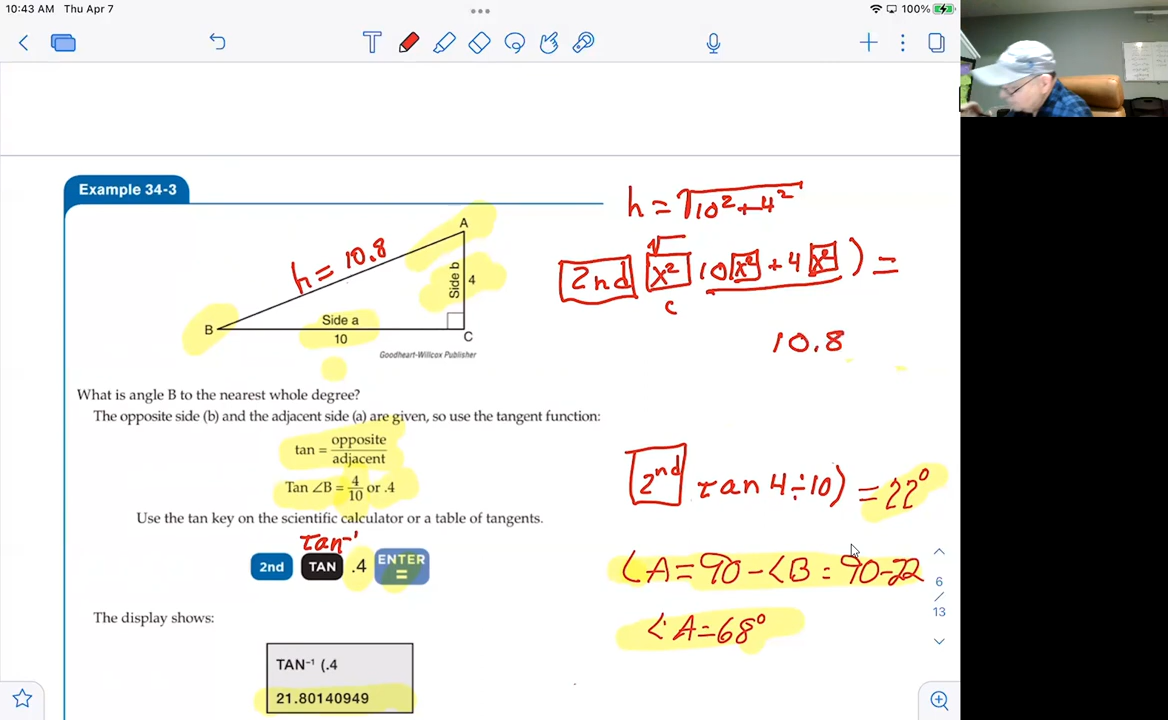 10:43 AM Thu Apr 7
100%
Example 34-3
A
h = 10.8
Side b
4
B
Side a
10
C
Goodheart-Willcox Publisher
h = √10² + 4²
2nd √ x² 10 x² + 4 x² ) =
c
10.8
What is angle B to the nearest whole degree?
The opposite side (b) and the adjacent side (a) are given, so use the tangent function:
tan = opposite / adjacent
Tan ∠B = 4/10 or .4
Use the tan key on the scientific calculator or a table of tangents.
tan⁻¹
2nd TAN .4 ENTER =
The display shows:
TAN⁻¹ (.4
21.80140949
2nd tan 4 ÷ 10) = 22°
∠A = 90 - ∠B = 90 - 22
∠A = 68°
6
/
13